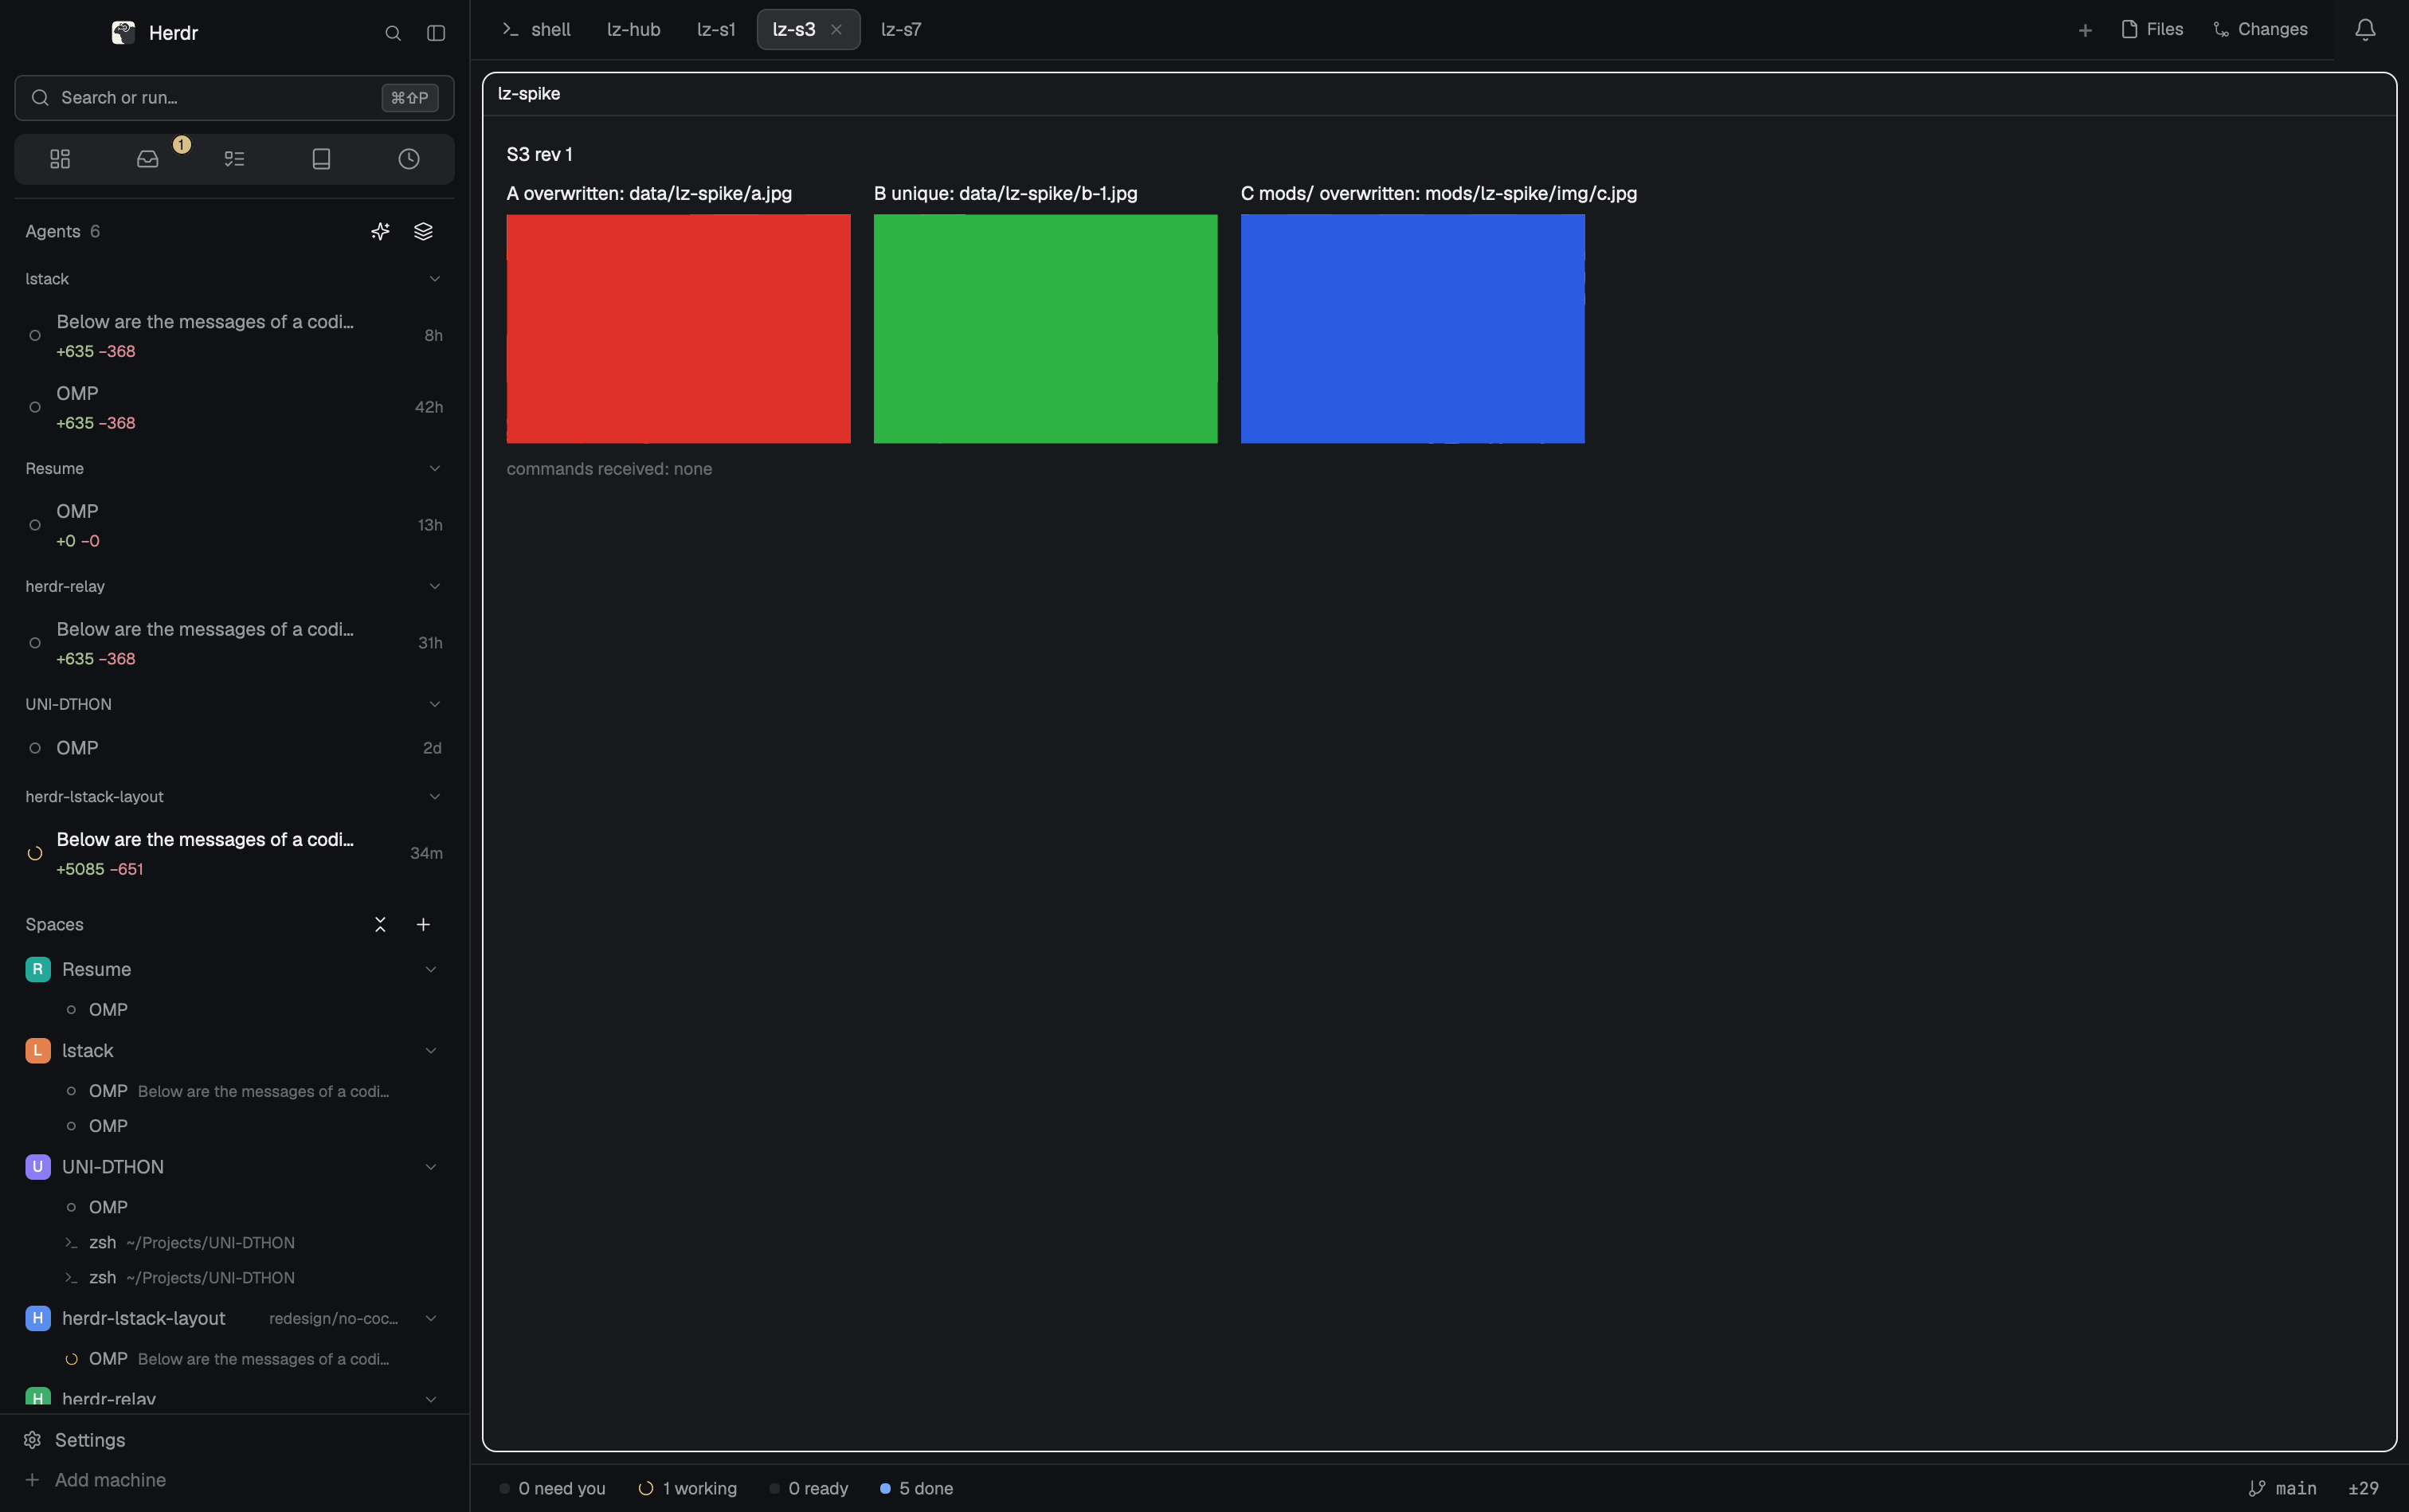 Herdr
Search or run...
⌘⇧P
1
Agents 6
lstack
Below are the messages of a codi...
8h
+635 −368
OMP
42h
+635 −368
Resume
OMP
13h
+0 −0
herdr-relay
Below are the messages of a codi...
31h
+635 −368
UNI-DTHON
OMP
2d
herdr-lstack-layout
Below are the messages of a codi...
34m
+5085 −651
Spaces
R Resume
OMP
L lstack
OMP Below are the messages of a codi...
OMP
U UNI-DTHON
OMP
zsh ~/Projects/UNI-DTHON
zsh ~/Projects/UNI-DTHON
H herdr-lstack-layout redesign/no-coc...
OMP Below are the messages of a codi...
H herdr-relay
Settings
Add machine
shell lz-hub lz-s1 lz-s3 lz-s7
Files Changes
lz-spike
S3 rev 1
A overwritten: data/lz-spike/a.jpg
B unique: data/lz-spike/b-1.jpg
C mods/ overwritten: mods/lz-spike/img/c.jpg
commands received: none
0 need you 1 working 0 ready 5 done
main ±29